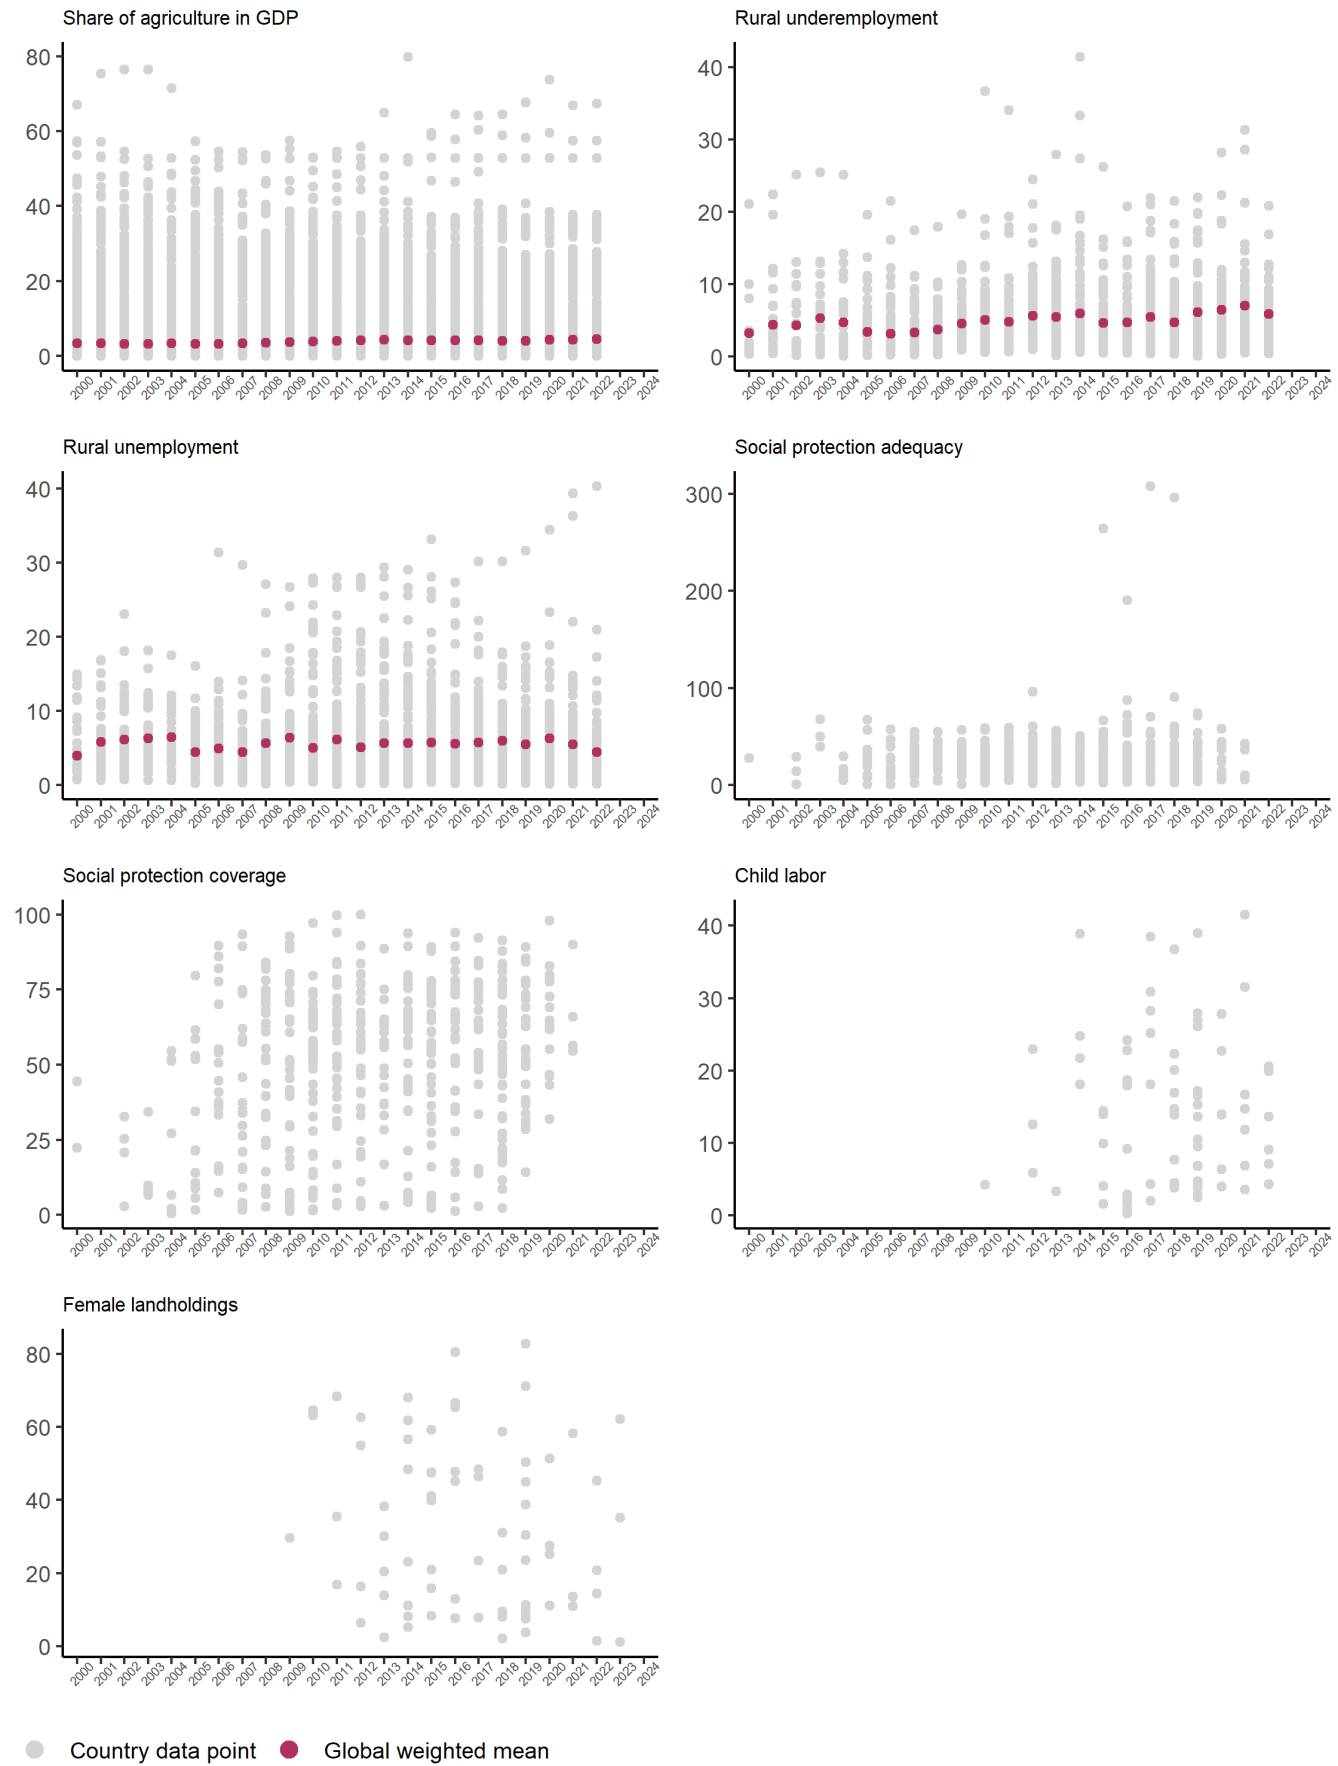 Share of agriculture in GDP
80
60
40
20
0
2000 2001 2002 2003 2004 2005 2006 2007 2008 2009 2010 2011 2012 2013 2014 2015 2016 2017 2018 2019 2020 2021 2022 2023 2024
Rural underemployment
40
30
20
10
0
2000 2001 2002 2003 2004 2005 2006 2007 2008 2009 2010 2011 2012 2013 2014 2015 2016 2017 2018 2019 2020 2021 2022 2023 2024
Rural unemployment
40
30
20
10
0
2000 2001 2002 2003 2004 2005 2006 2007 2008 2009 2010 2011 2012 2013 2014 2015 2016 2017 2018 2019 2020 2021 2022 2023 2024
Social protection adequacy
300
200
100
0
2000 2001 2002 2003 2004 2005 2006 2007 2008 2009 2010 2011 2012 2013 2014 2015 2016 2017 2018 2019 2020 2021 2022 2023 2024
Social protection coverage
100
75
50
25
0
2000 2001 2002 2003 2004 2005 2006 2007 2008 2009 2010 2011 2012 2013 2014 2015 2016 2017 2018 2019 2020 2021 2022 2023 2024
Child labor
40
30
20
10
0
2000 2001 2002 2003 2004 2005 2006 2007 2008 2009 2010 2011 2012 2013 2014 2015 2016 2017 2018 2019 2020 2021 2022 2023 2024
Female landholdings
80
60
40
20
0
2000 2001 2002 2003 2004 2005 2006 2007 2008 2009 2010 2011 2012 2013 2014 2015 2016 2017 2018 2019 2020 2021 2022 2023 2024
Country data point
Global weighted mean